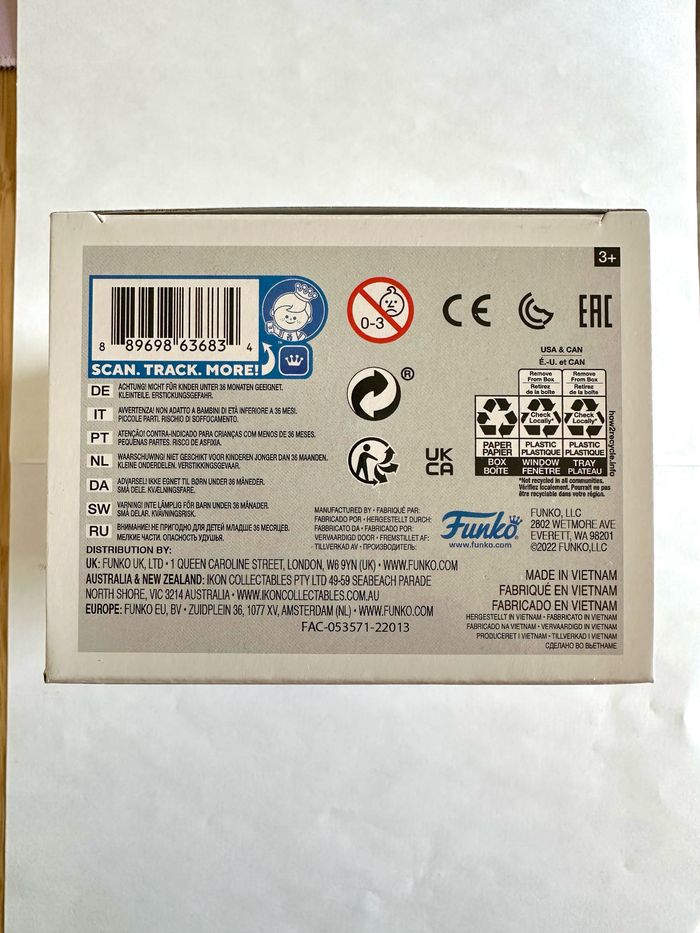 3+
8 89698 63683 4
SCAN. TRACK. MORE!
0-3
CE
EAC
®
UK
CA
USA & CAN
É.-U. et CAN
Remove From Box
Retirez de la boîte
Check Locally*
PAPER
PAPIER
BOX
BOÎTE
Remove From Box
Retirez de la boîte
Check Locally*
PLASTIC
PLASTIQUE
WINDOW
FENÊTRE
PLASTIC
PLASTIQUE
TRAY
PLATEAU
how2recycle.info
*Not recycled in all communities.
Vérifiez localement. Pourrait ne pas
être recyclable dans votre région.
DE ACHTUNG! NICHT FÜR KINDER UNTER 36 MONATEN GEEIGNET.
KLEINTEILE. ERSTICKUNGSGEFAHR.
IT AVVERTENZA! NON ADATTO A BAMBINI DI ETÀ INFERIORE A 36 MESI.
PICCOLE PARTI. RISCHIO DI SOFFOCAMENTO.
PT ATENÇÃO! CONTRA-INDICADO PARA CRIANÇAS COM MENOS DE 36 MESES.
PEQUENAS PARTES. RISCO DE ASFIXIA.
NL WAARSCHUWING! NIET GESCHIKT VOOR KINDEREN JONGER DAN 36 MAANDEN.
KLEINE ONDERDELEN. VERSTIKKINGSGEVAAR.
DA ADVARSEL! IKKE EGNET TIL BØRN UNDER 36 MÅNEDER.
SMÅ DELE. KVÆLNINGSFARE.
SW VARNING! INTE LÄMPLIG FÖR BARN UNDER 36 MÅNADER.
SMÅ DELAR. KVÄVNINGSRISK.
RU ВНИМАНИЕ! НЕ ПРИГОДНО ДЛЯ ДЕТЕЙ МЛАДШЕ 36 МЕСЯЦЕВ.
МЕЛКИЕ ЧАСТИ. ОПАСНОСТЬ УДУШЬЯ.
MANUFACTURED BY • FABRIQUÉ PAR:
FABRICADO POR • HERGESTELLT DURCH:
FABRICATO DA • FABRICADO POR:
VERVAARDIGD DOOR • FREMSTILLET AF:
TILLVERKAD AV • ПРОИЗВОДИТЕЛЬ:
Funko
www.funko.com
FUNKO, LLC
2802 WETMORE AVE
EVERETT, WA 98201
©2022 FUNKO,LLC
DISTRIBUTION BY:
UK: FUNKO UK, LTD • 1 QUEEN CAROLINE STREET, LONDON, W6 9YN (UK) • WWW.FUNKO.COM
AUSTRALIA & NEW ZEALAND: IKON COLLECTABLES PTY LTD 49-59 SEABEACH PARADE
NORTH SHORE, VIC 3214 AUSTRALIA • WWW.IKONCOLLECTABLES.COM.AU
EUROPE: FUNKO EU, BV • ZUIDPLEIN 36, 1077 XV, AMSTERDAM (NL) • WWW.FUNKO.COM
FAC-053571-22013
MADE IN VIETNAM
FABRIQUÉ EN VIETNAM
FABRICADO EN VIETNAM
HERGESTELLT IN VIETNAM • FABBRICATO IN VIETNAM
FABRICADO NA VIETNAM • VERVAARDIGD IN VIETNAM
PRODUCERET I VIETNAM • TILLVERKAD I VIETNAM
СДЕЛАНО ВО ВЬЕТНАМЕ